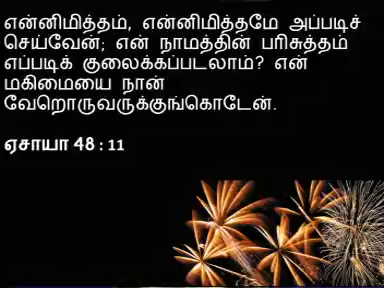 என்னிமித்தம், என்னிமித்தமே அப்படிச்
செய்வேன்; என் நாமத்தின் பரிசுத்தம்
எப்படிக் குலைக்கப்படலாம்? என்
மகிமையை நான்
வேறொருவருக்குங்கொடேன்.
ஏசாயா 48 : 11